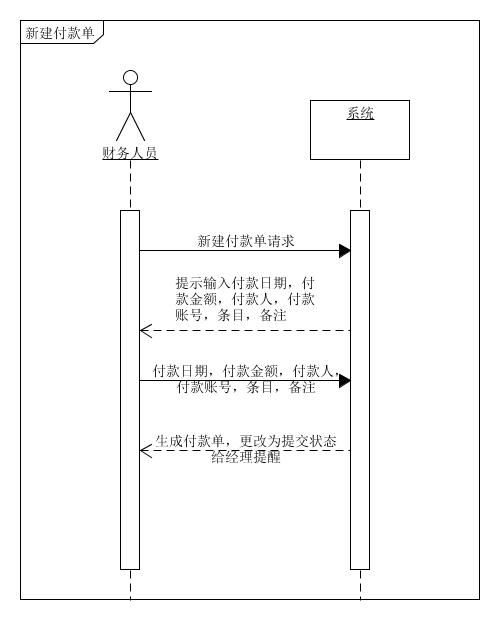 新建付款单
财务人员
系统
新建付款单请求
提示输入付款日期，付
款金额，付款人，付款
账号，条目，备注
付款日期，付款金额，付款人，
付款账号，条目，备注
生成付款单，更改为提交状态
给经理提醒